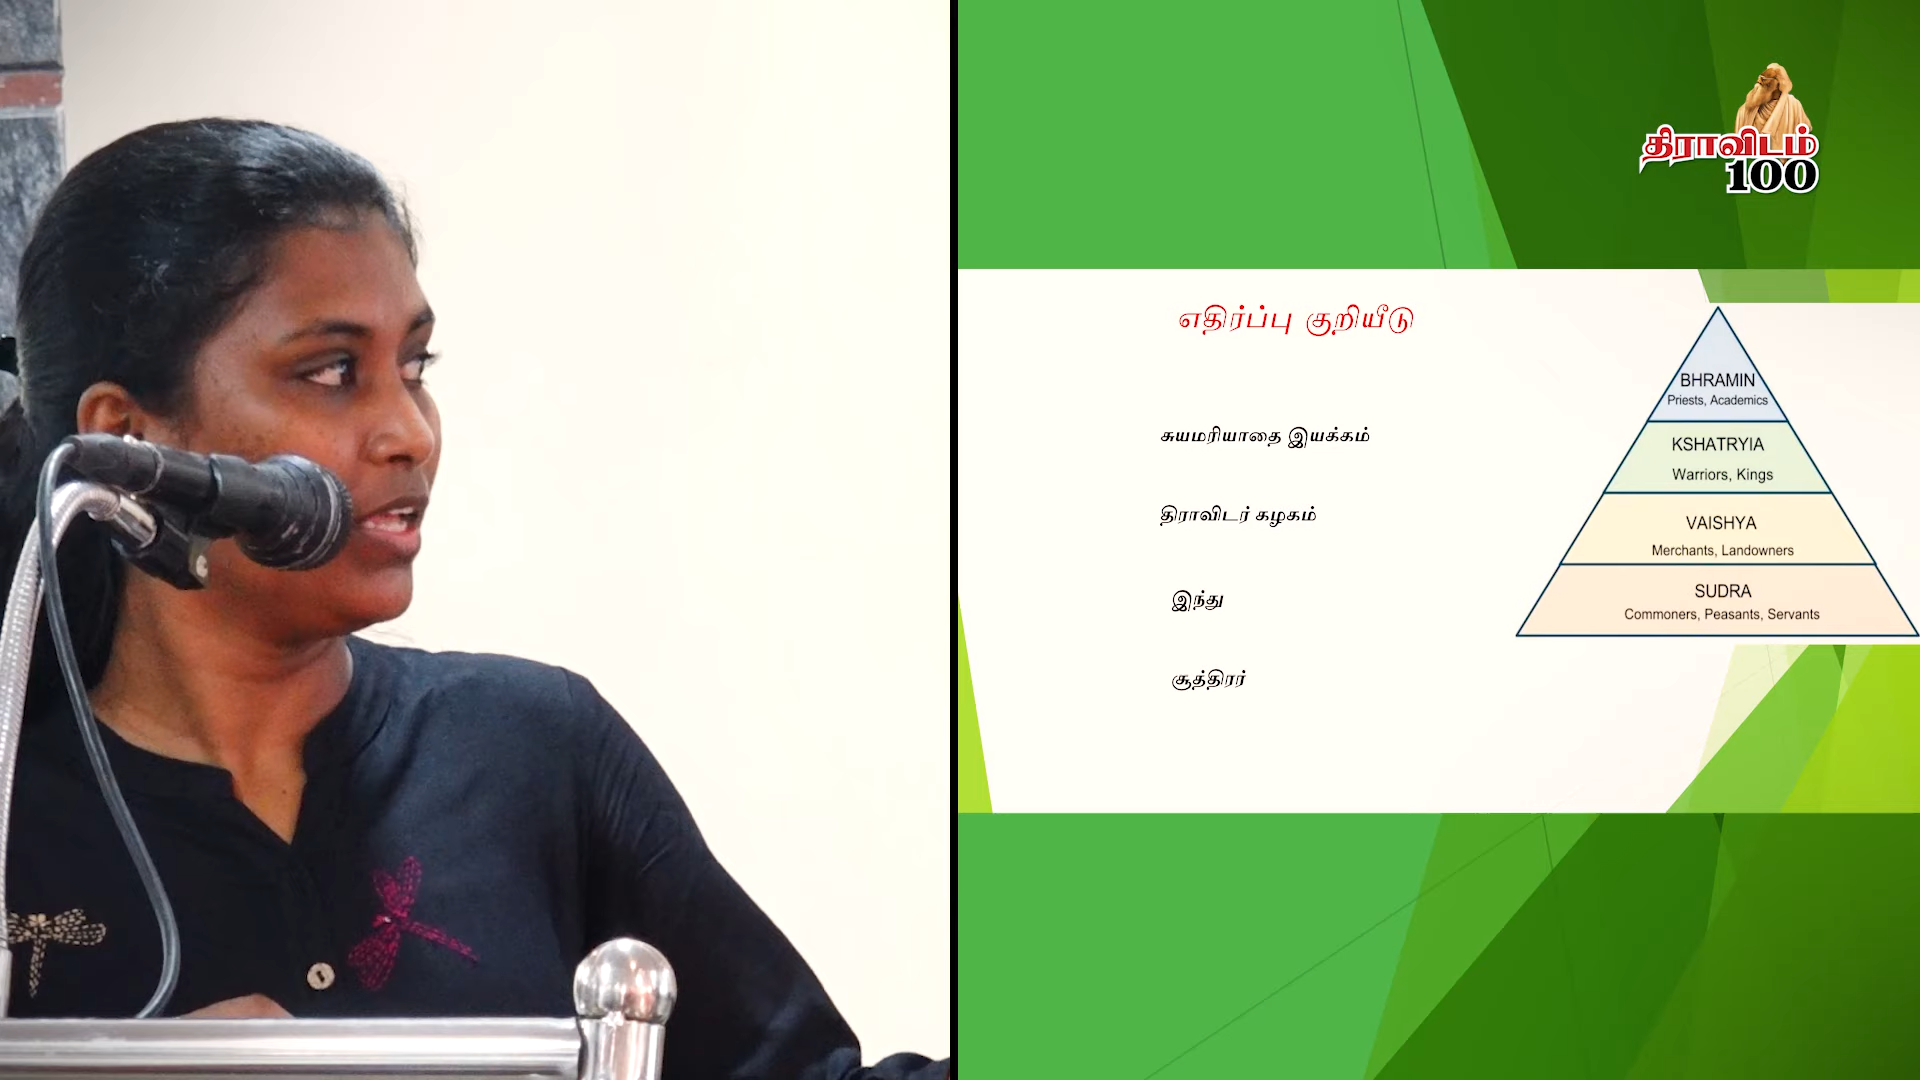 திராவிடம்
100
எதிர்ப்பு குறியீடு
சுயமரியாதை இயக்கம்
திராவிடர் கழகம்
இந்து
சூத்திரர்
BHRAMIN
Priests, Academics
KSHATRYIA
Warriors, Kings
VAISHYA
Merchants, Landowners
SUDRA
Commoners, Peasants, Servants